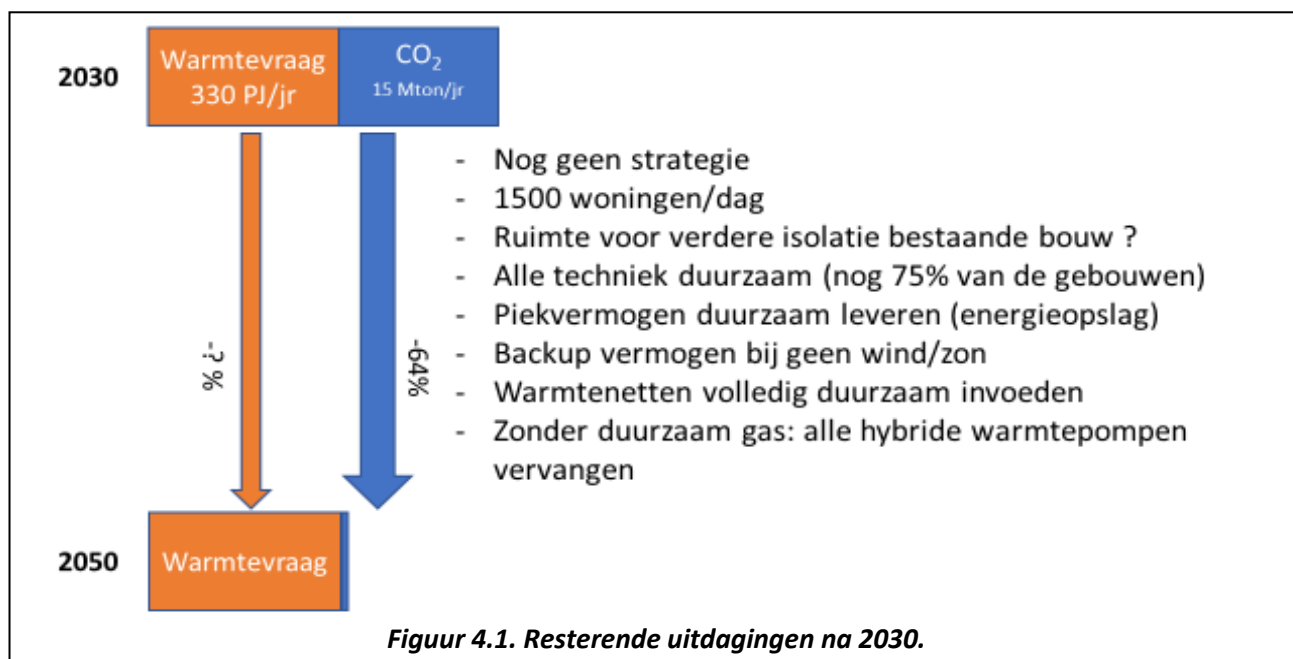 2030
Warmtevraag
330 PJ/jr
CO₂
15 Mton/jr
- Nog geen strategie
- 1500 woningen/dag
- Ruimte voor verdere isolatie bestaande bouw ?
- Alle techniek duurzaam (nog 75% van de gebouwen)
- Piekvermogen duurzaam leveren (energieopslag)
- Backup vermogen bij geen wind/zon
- Warmtenetten volledig duurzaam invoeden
- Zonder duurzaam gas: alle hybride warmtepompen
vervangen
-? %
-64%
2050
Warmtevraag
Figuur 4.1. Resterende uitdagingen na 2030.